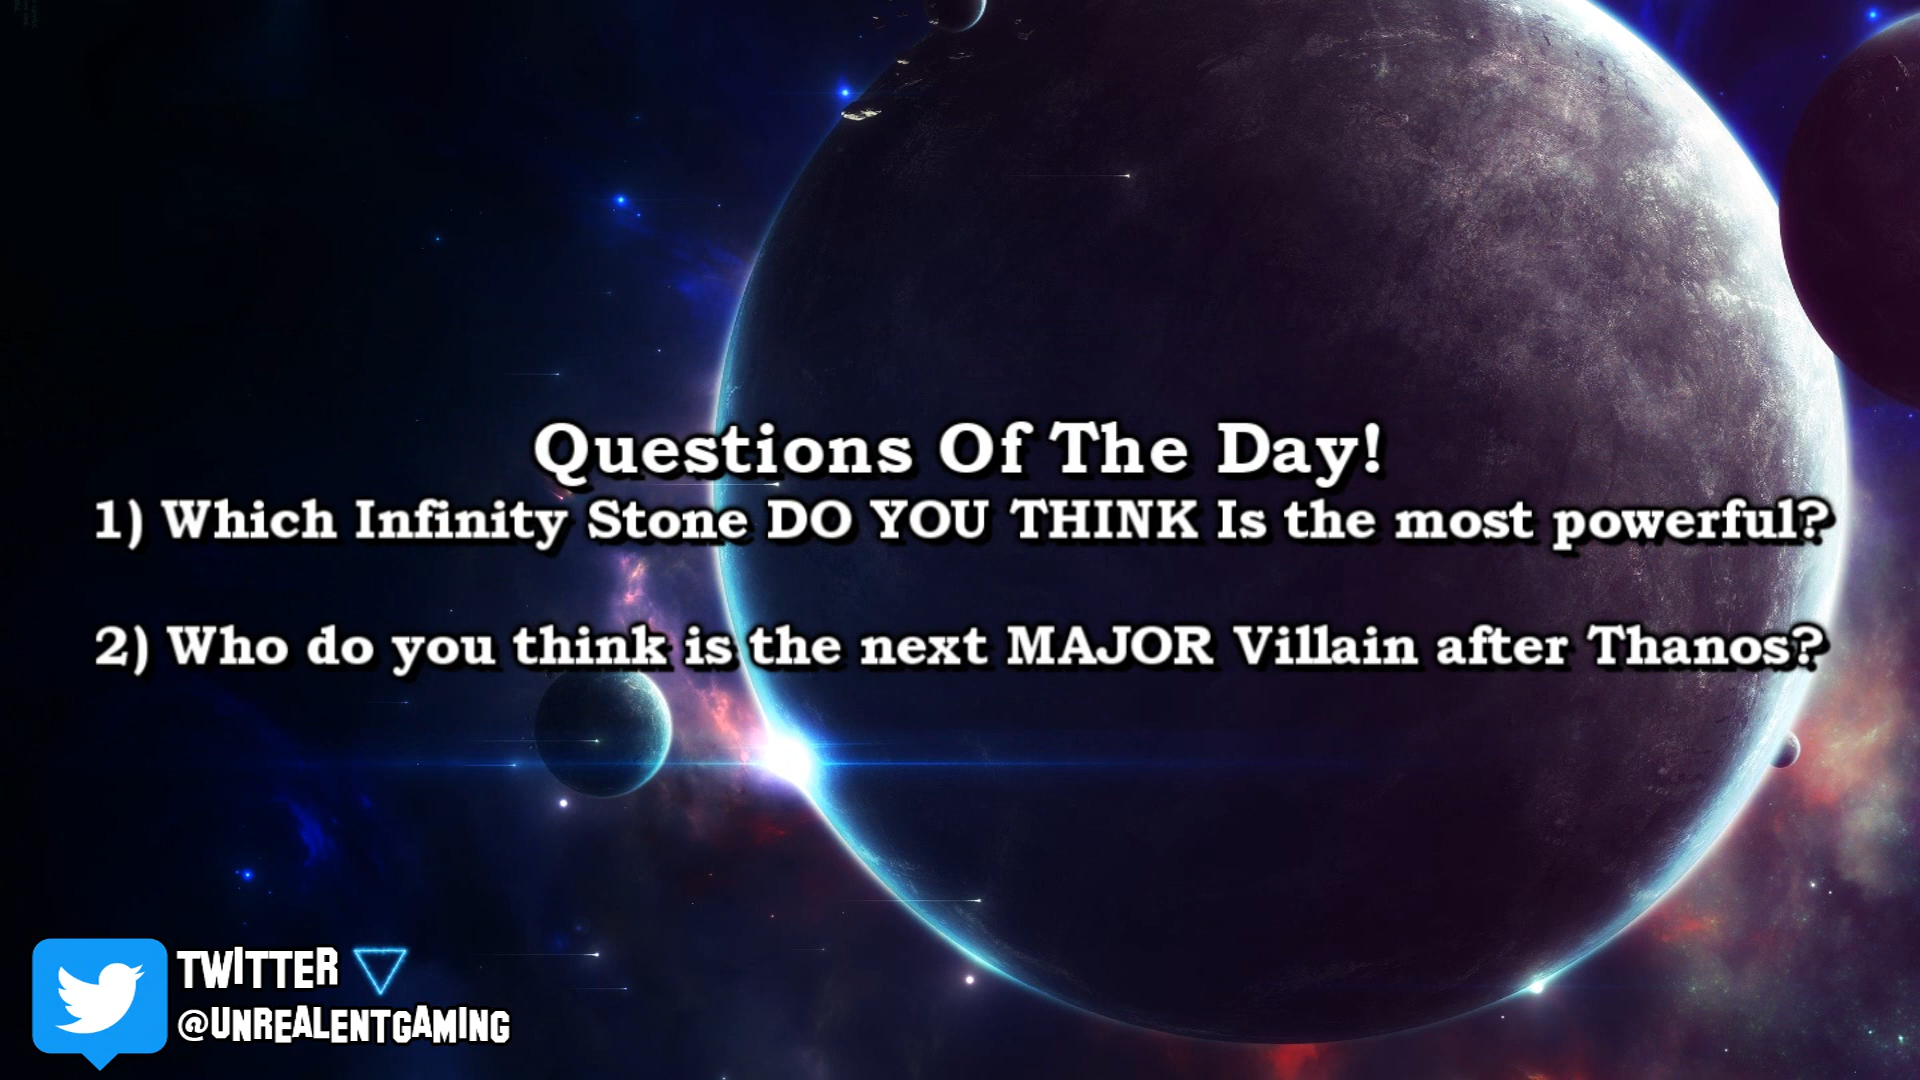 Questions Of The Day!
1) Which Infinity Stone DO YOU THINK Is the most powerful?
2) Who do you think is the next MAJOR Villain after Thanos?
TWITTER
@UNREALENTGAMING